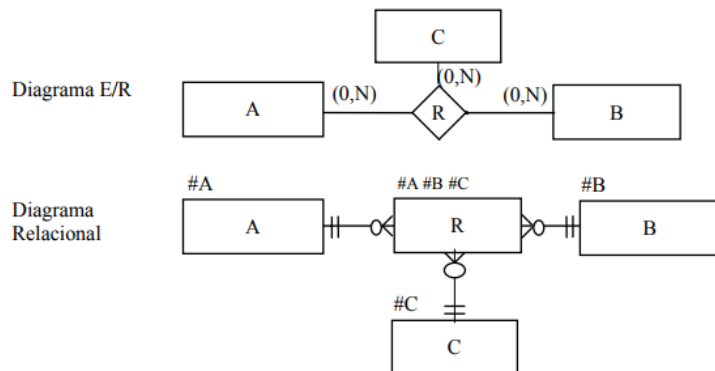 C
Diagrama E/R
(0,N)
(0,N)
(0,N)
A
R
B
#A
#A #B #C
#B
Diagrama
Relacional
A
R
B
#C
C